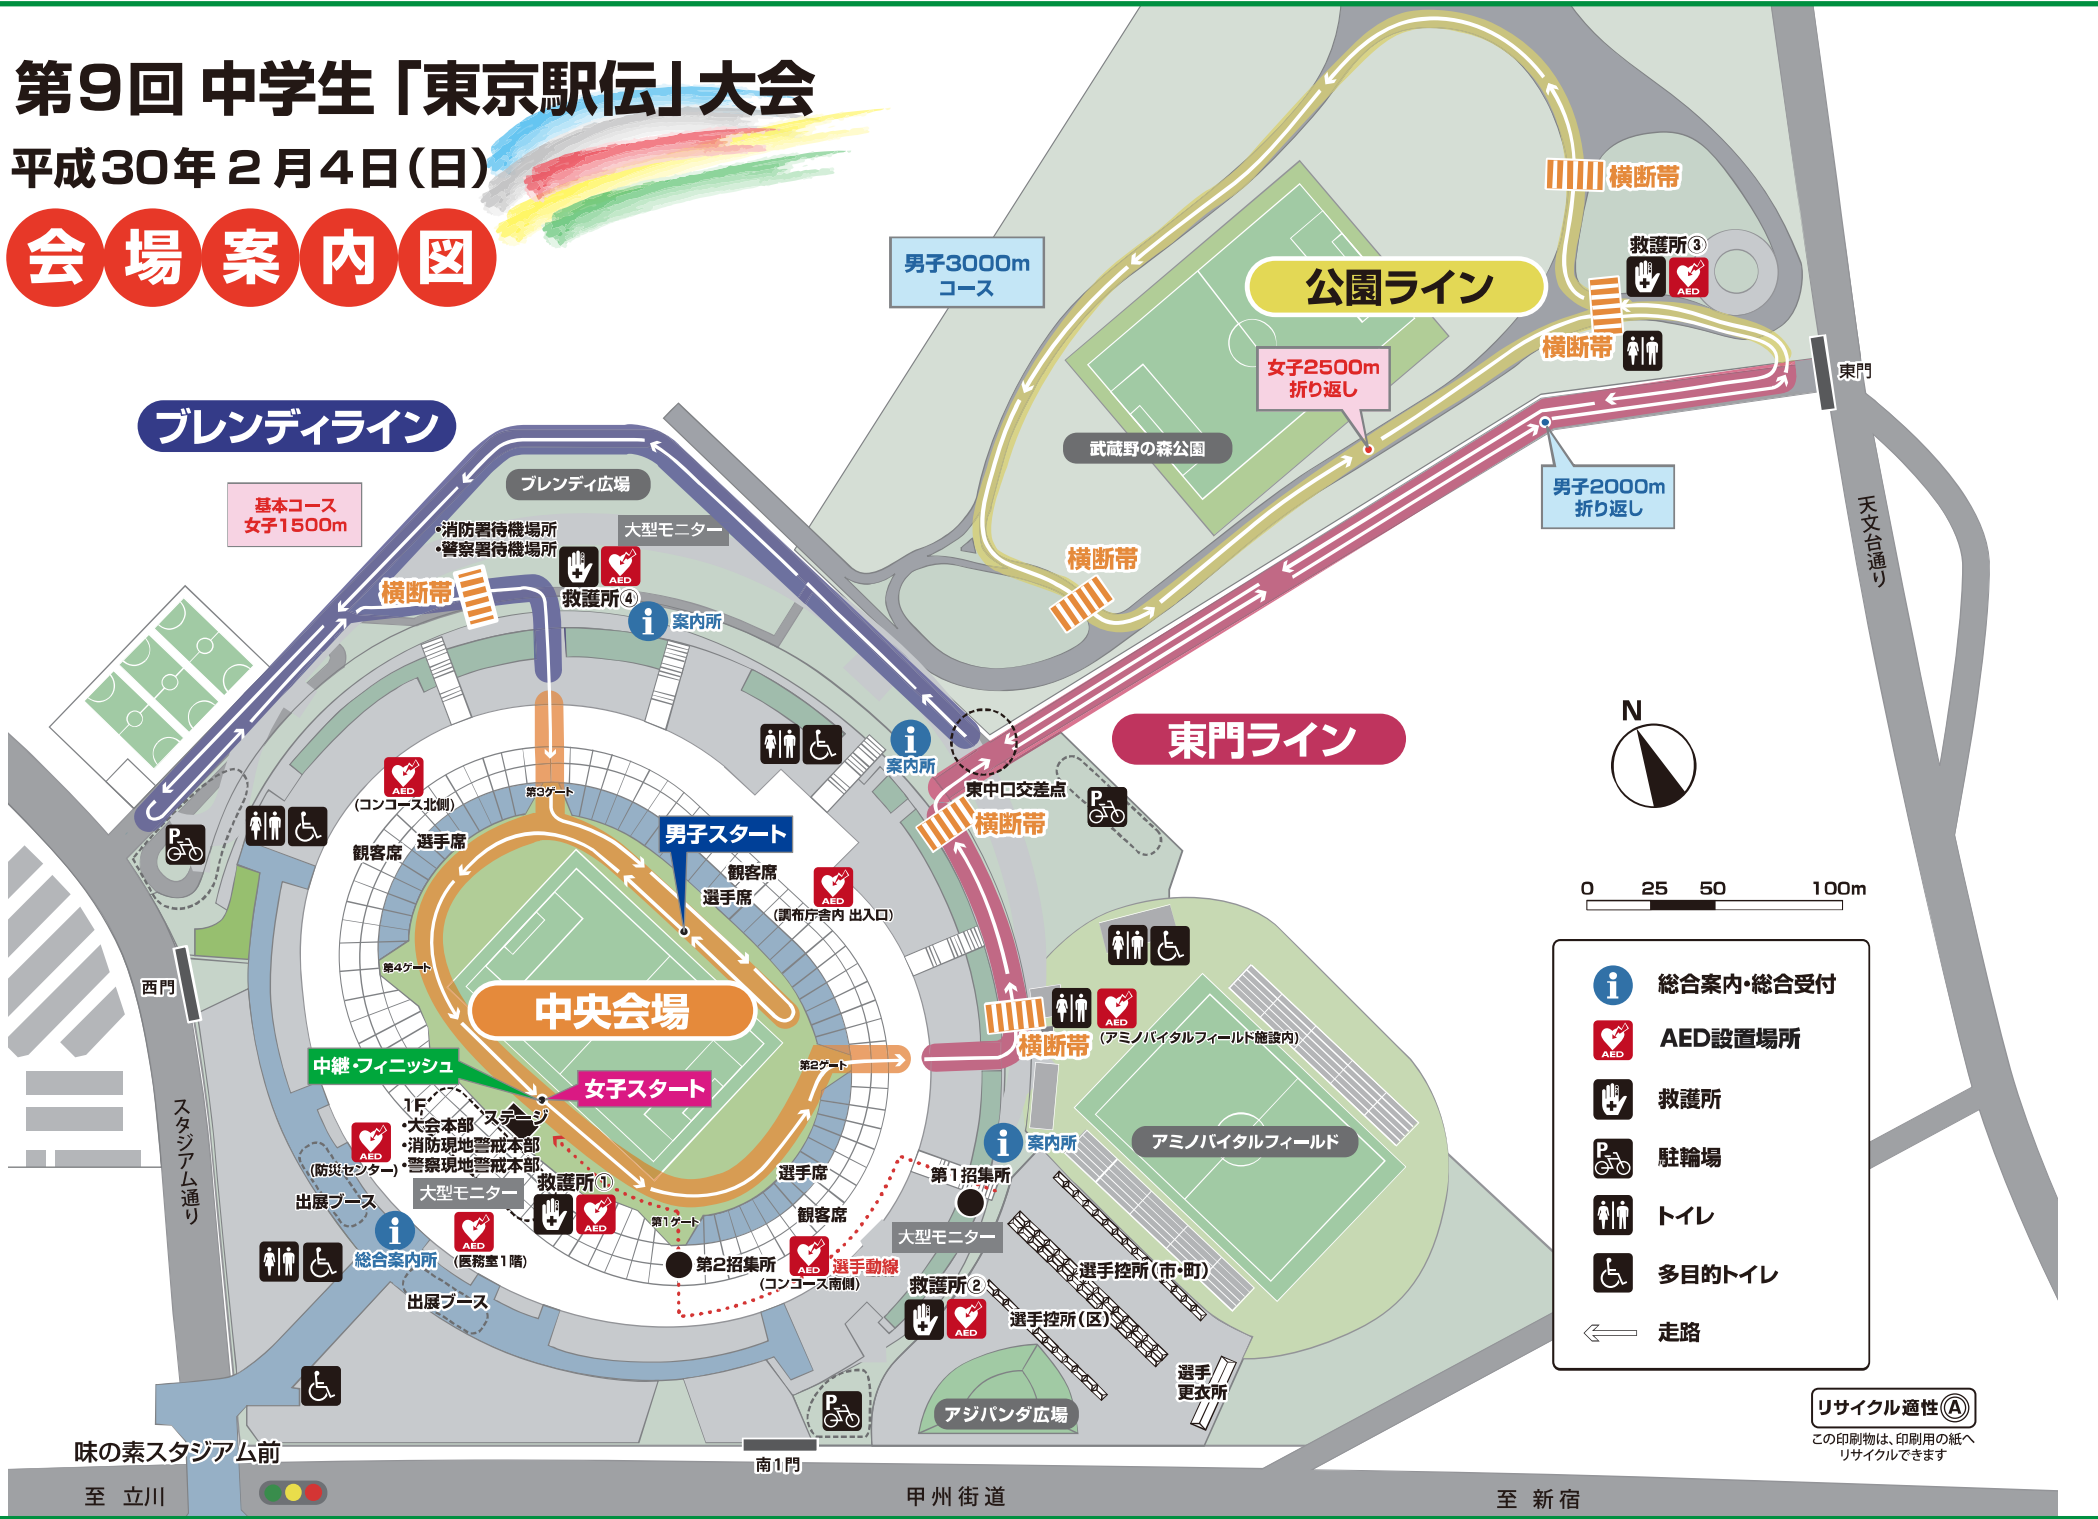 第9回 中学生「東京駅伝」大会
平成30年2月4日(日)
会場案内図
男子3000m
コース
公園ライン
横断帯
救護所③
AED
横断帯
女子2500m
折り返し
東門
武蔵野の森公園
男子2000m
折り返し
天文台通り
横断帯
ブレンディライン
基本コース
女子1500m
ブレンディ広場
・消防署待機場所
・警察署待機場所
大型モニター
AED
救護所④
横断帯
i 案内所
東門ライン
i
案内所
東中口交差点
横断帯
P
N
0 25 50 100m
AED
(コンコース北側)
第3ゲート
選手席
観客席
男子スタート
観客席
選手席
AED
(調布庁舎内 出入口)
P
西門
第4ゲート
中央会場
中継・フィニッシュ
女子スタート
第2ゲート
横断帯
AED
(アミノバイタルフィールド施設内)
アミノバイタルフィールド
スタジアム通り
1F
・大会本部
・消防現地警戒本部
・警察現地警戒本部
ステージ
AED
(防災センター)
大型モニター
救護所①
AED
出展ブース
i
総合案内所
AED
(医務室1階)
出展ブース
第1ゲート
選手席
観客席
第2招集所
AED
(コンコース南側)
選手動線
i 案内所
第1招集所
大型モニター
救護所②
AED
選手控所(市・町)
選手控所(区)
選手
更衣所
アジパンダ広場
P
南1門
味の素スタジアム前
至 立川
甲州街道
至 新宿
i 総合案内・総合受付
AED AED設置場所
救護所
P 駐輪場
トイレ
多目的トイレ
走路
リサイクル適性Ⓐ
この印刷物は、印刷用の紙へ
リサイクルできます